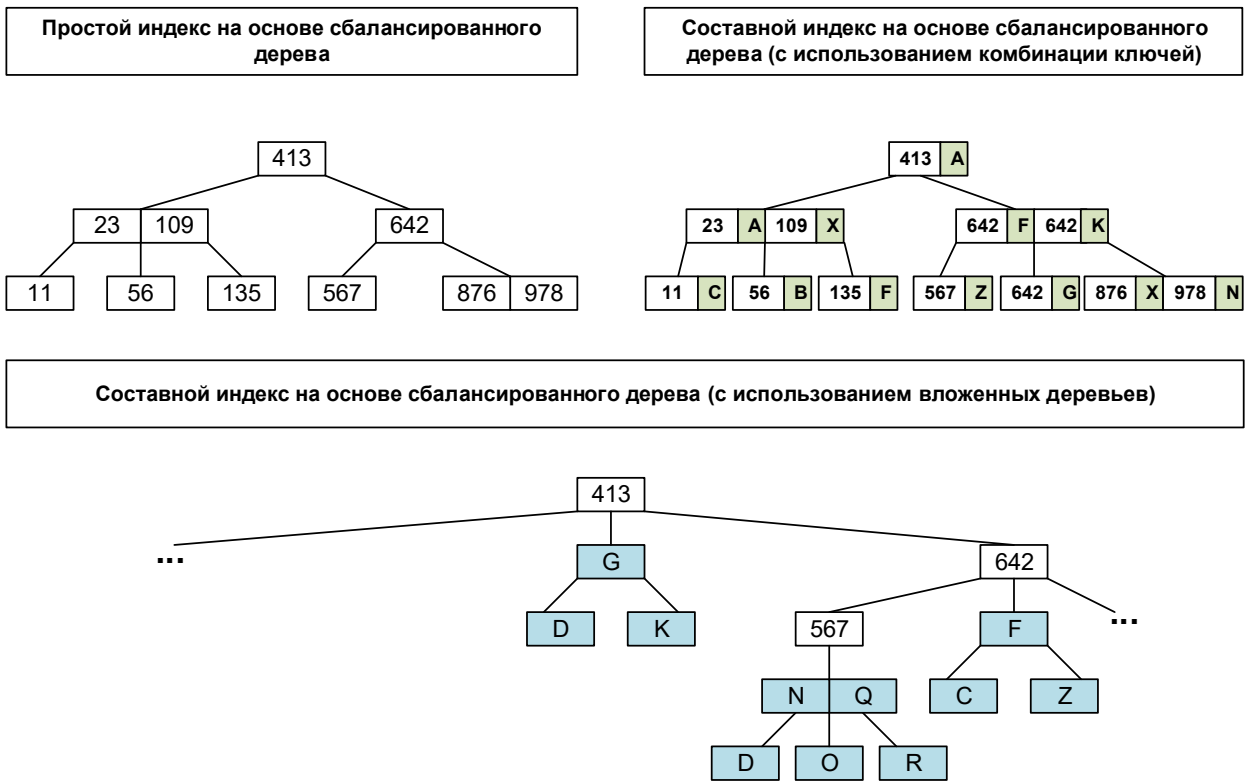 Простой индекс на основе сбалансированного
дерева
Составной индекс на основе сбалансированного
дерева (с использованием комбинации ключей)
413
23 109 642
11 56 135 567 876 978
413 A
23 A 109 X 642 F 642 K
11 C 56 B 135 F 567 Z 642 G 876 X 978 N
Составной индекс на основе сбалансированного дерева (с использованием вложенных деревьев)
413
... G 642
D K 567 F ...
N Q C Z
D O R